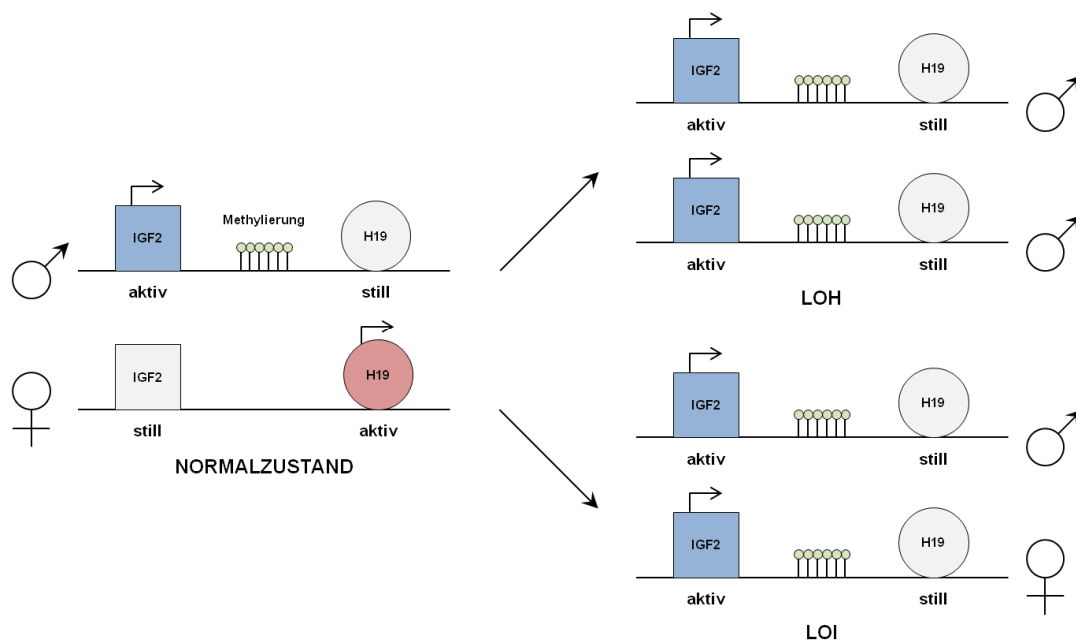 IGF2
Methylierung
H19
aktiv
still
IGF2
H19
still
aktiv
NORMALZUSTAND
IGF2
H19
aktiv
still
IGF2
H19
aktiv
still
LOH
IGF2
H19
aktiv
still
IGF2
H19
aktiv
still
LOI